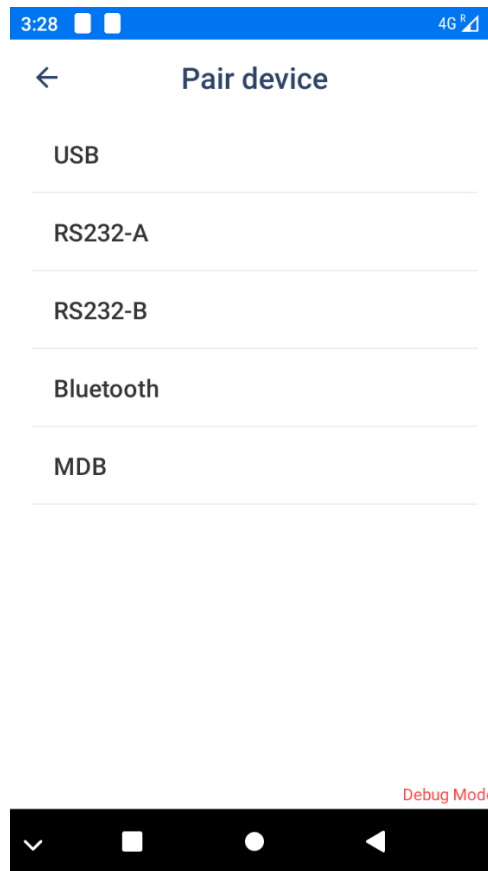 3:28
4G R
Pair device
USB
RS232-A
RS232-B
Bluetooth
MDB
Debug Mode